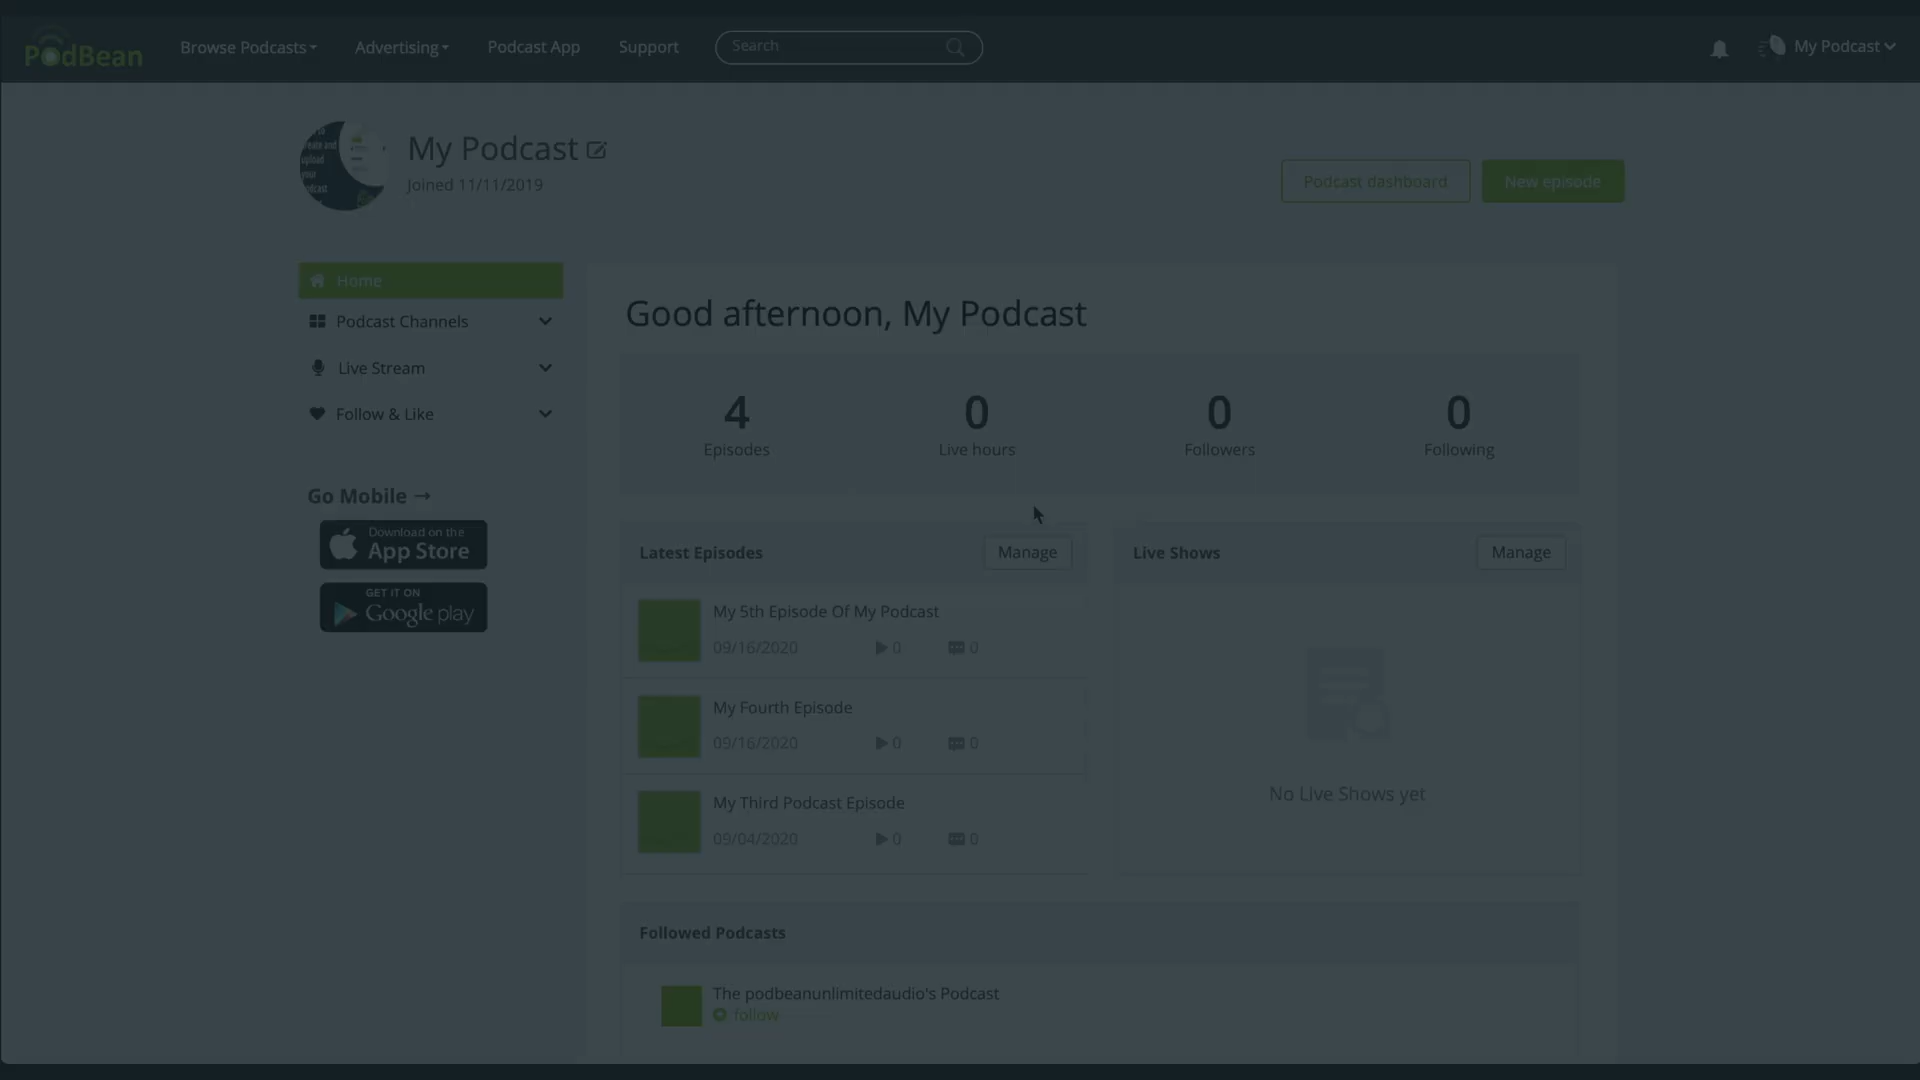 PodBean
Browse Podcasts
Advertising
Podcast App
Support
Search
My Podcast
create and
upload
your
podcast
My Podcast
Joined 11/11/2019
Podcast dashboard
New episode
Home
Podcast Channels
Live Stream
Follow & Like
Go Mobile →
Download on the
App Store
GET IT ON
Google play
Good afternoon, My Podcast
4
Episodes
0
Live hours
0
Followers
0
Following
Latest Episodes
Manage
My 5th Episode Of My Podcast
09/16/2020
0
0
My Fourth Episode
09/16/2020
0
0
My Third Podcast Episode
09/04/2020
0
0
Live Shows
Manage
No Live Shows yet
Followed Podcasts
The podbeanunlimitedaudio's Podcast
follow